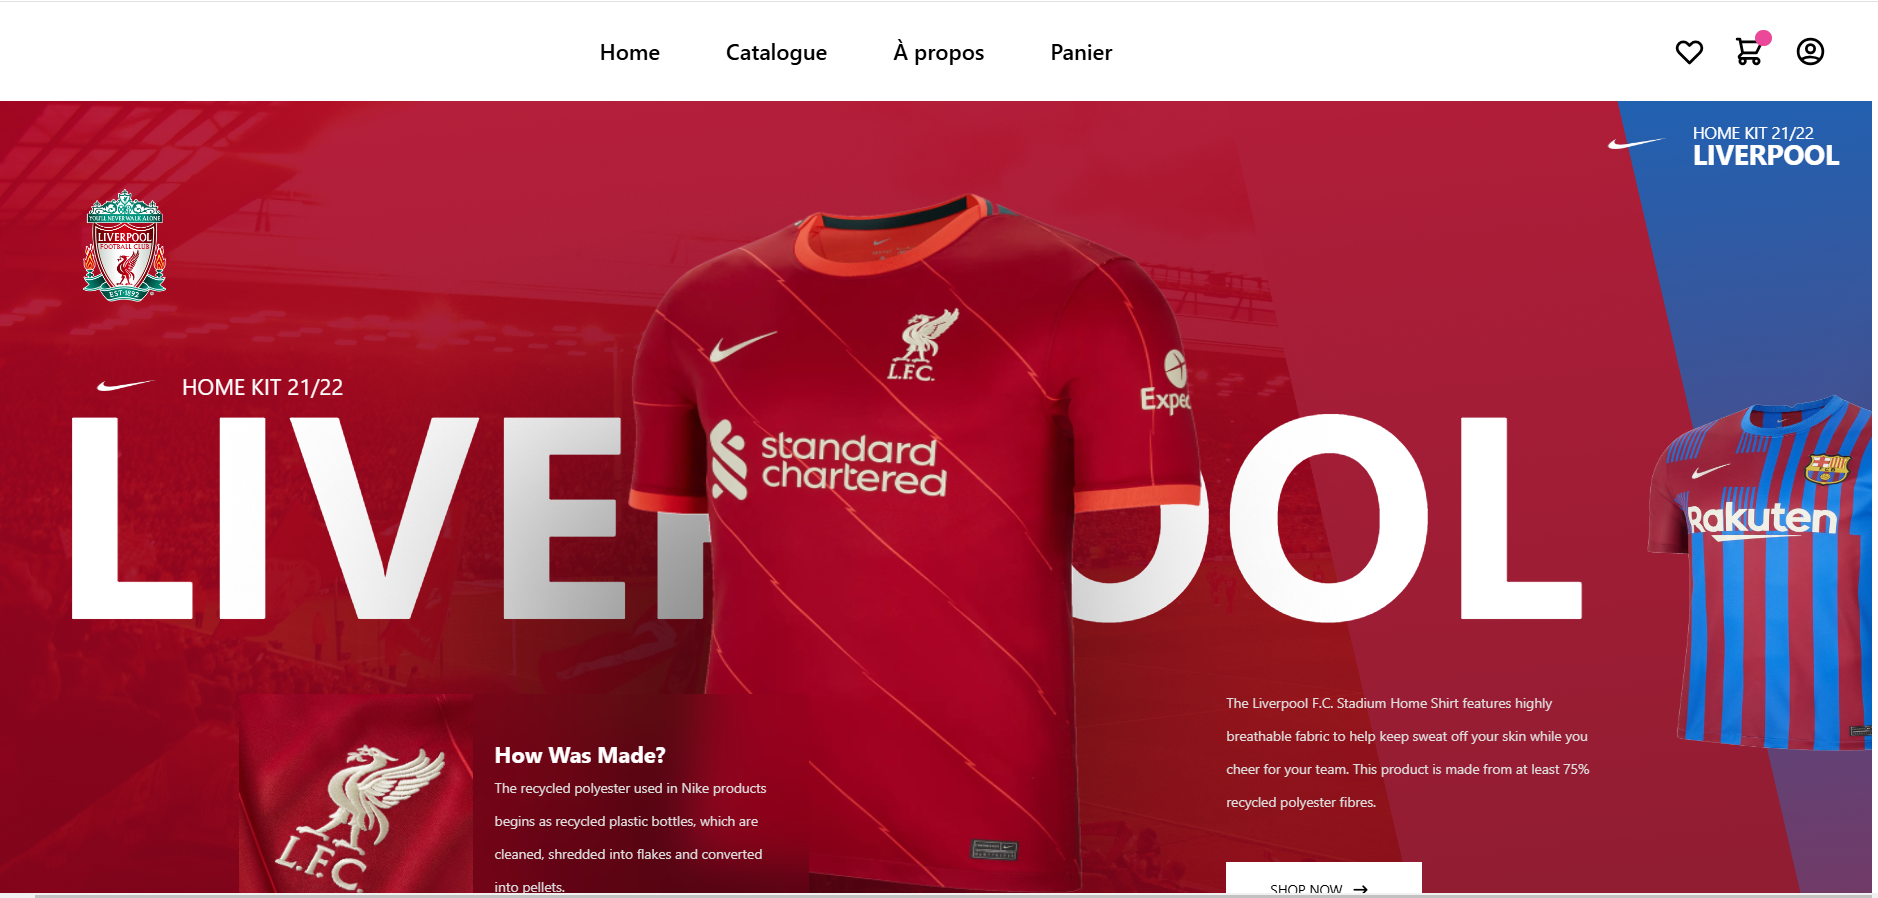 Home
Catalogue
À propos
Panier
HOME KIT 21/22
LIVERPOOL
YOU'LL NEVER WALK ALONE
LIVERPOOL
FOOTBALL CLUB
EST·1892
HOME KIT 21/22
LIVE
OOL
L.F.C.
Expe
standard
chartered
Rakuten
The Liverpool F.C. Stadium Home Shirt features highly
breathable fabric to help keep sweat off your skin while you
cheer for your team. This product is made from at least 75%
recycled polyester fibres.
How Was Made?
The recycled polyester used in Nike products
begins as recycled plastic bottles, which are
cleaned, shredded into flakes and converted
into pellets.
L.F.C.
SHOP NOW